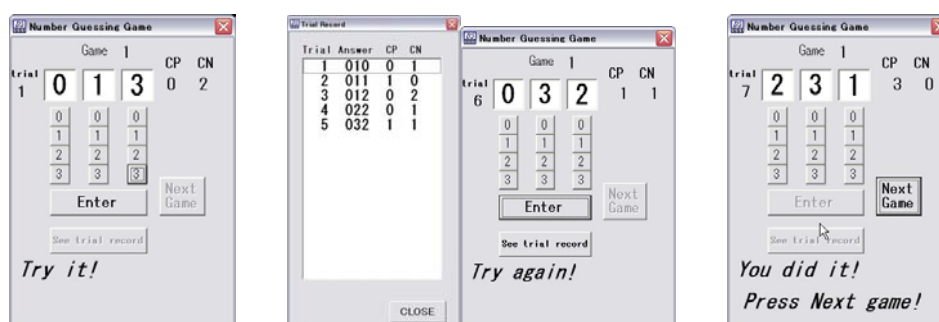 Number Guessing Game
Game 1
CP CN
trial
1 0 1 3 0 2
0 0 0
1 1 1
2 2 2
3 3 3
Enter
Next
Game
See trial record
Try it!
Trial Record
Trial Answer CP CN
1 010 0 1
2 011 1 0
3 012 0 2
4 022 0 1
5 032 1 1
CLOSE
Number Guessing Game
Game 1
CP CN
trial
6 0 3 2 1 1
0 0 0
1 1 1
2 2 2
3 3 3
Enter
Next
Game
See trial record
Try again!
Number Guessing Game
Game 1
CP CN
trial
7 2 3 1 3 0
0 0 0
1 1 1
2 2 2
3 3 3
Enter
Next
Game
See trial record
You did it!
Press Next game!